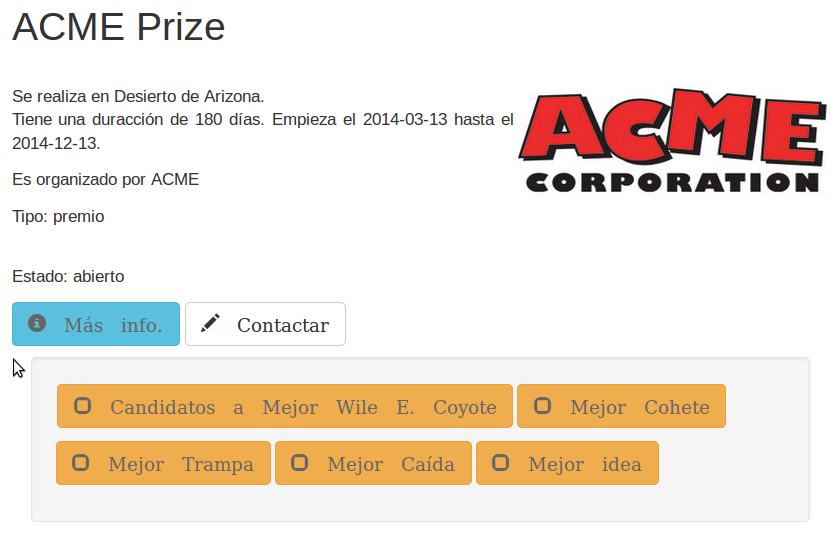 ACME Prize
Se realiza en Desierto de Arizona.
Tiene una duracción de 180 días. Empieza el 2014-03-13 hasta el
2014-12-13.
ACME
CORPORATION
Es organizado por ACME
Tipo: premio
Estado: abierto
Más info. Contactar
Candidatos a Mejor Wile E. Coyote Mejor Cohete
Mejor Trampa Mejor Caída Mejor idea